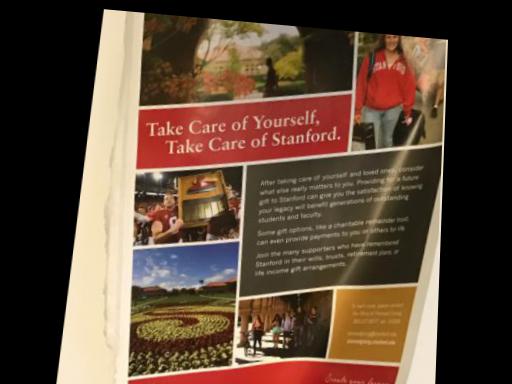 STANFORD
Take Care of Yourself,
Take Care of Stanford.
After taking care of yourself and loved ones, consider
what else really matters to you. Providing for a future
gift to Stanford can give you the satisfaction of knowing
your legacy will benefit generations of outstanding
students and faculty.
Some gift options, like a charitable remainder trust,
can even provide payments to you or others for life.
Join the many supporters who have remembered
Stanford in their wills, trusts, retirement plans, or
life income gift arrangements.
Create your legacy